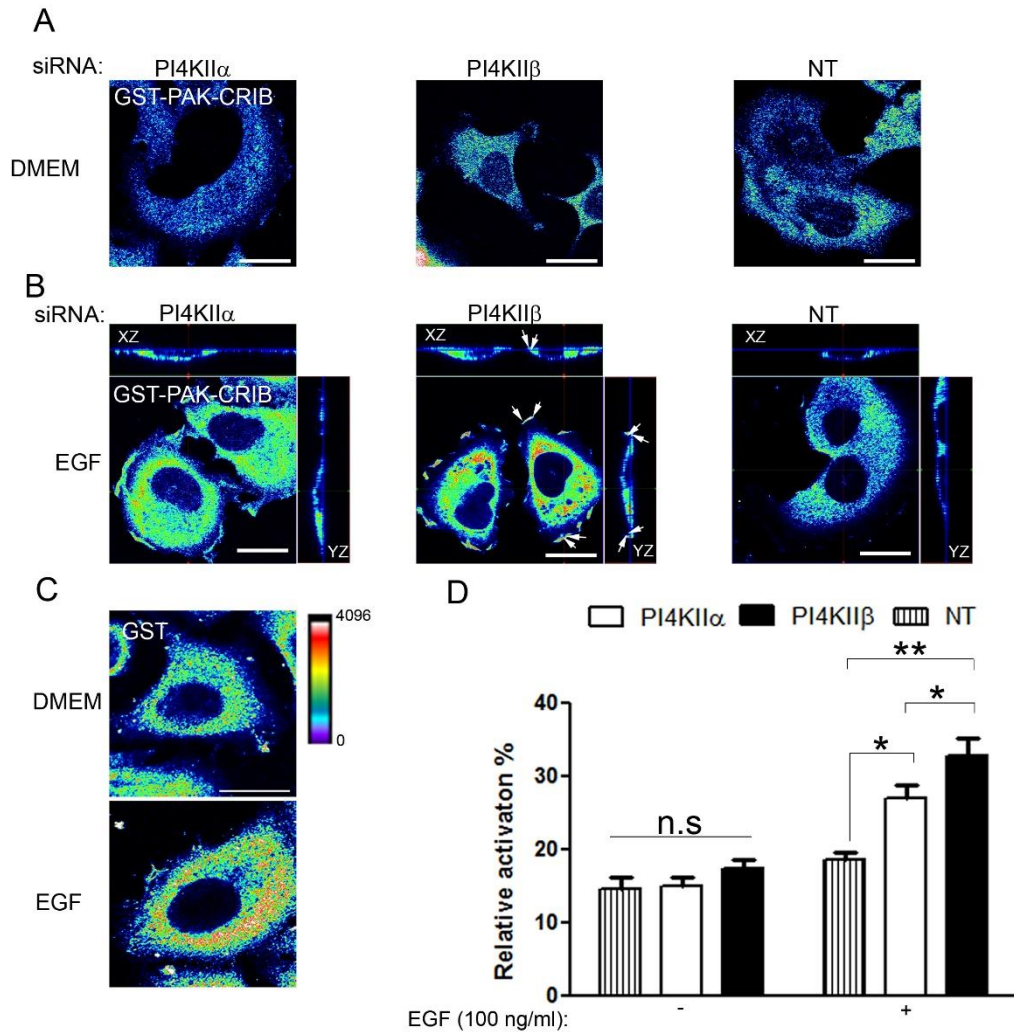 A
siRNA: PI4KIIα PI4KIIβ NT
GST-PAK-CRIB
DMEM
B
siRNA: PI4KIIα PI4KIIβ NT
XZ XZ XZ
GST-PAK-CRIB
EGF
YZ YZ YZ
C
GST
4096
DMEM
0
EGF
D
PI4KIIα PI4KIIβ NT
**
*
*
n.s
40
30
20
10
0
Relative activaton %
- +
EGF (100 ng/ml):